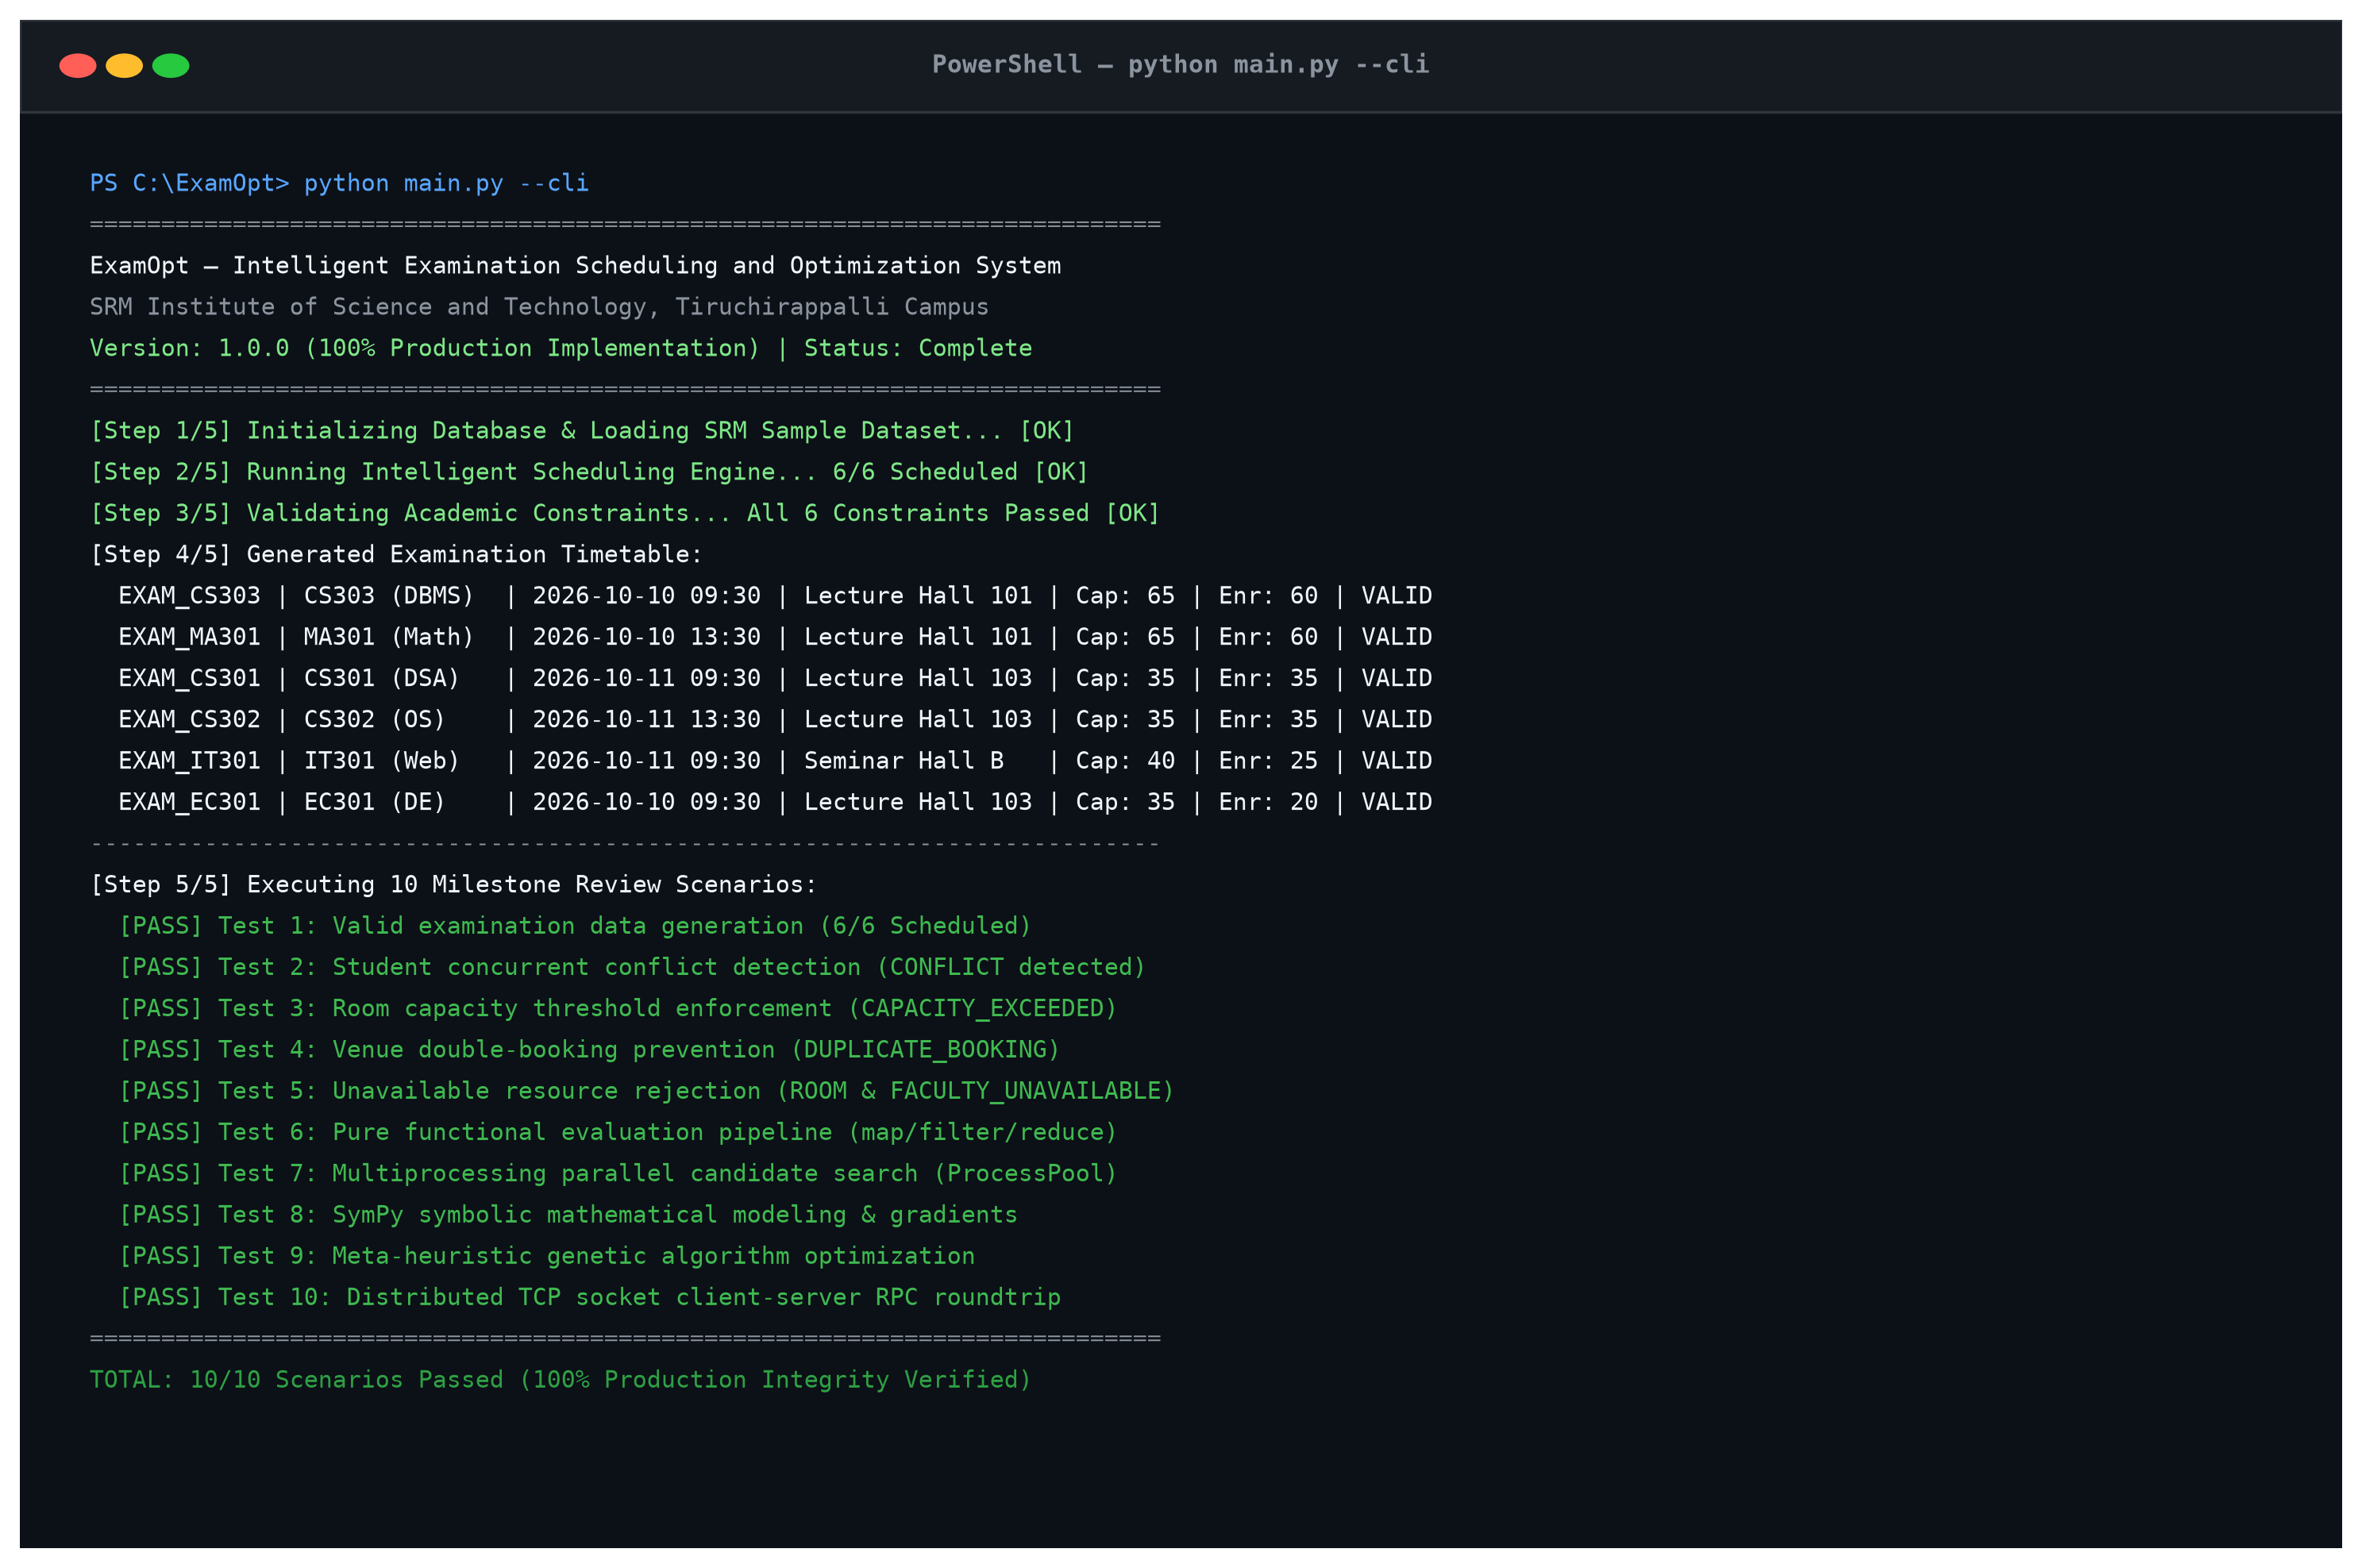 PowerShell — python main.py --cli
PS C:\ExamOpt> python main.py --cli
===========================================================================
ExamOpt — Intelligent Examination Scheduling and Optimization System
SRM Institute of Science and Technology, Tiruchirappalli Campus
Version: 1.0.0 (100% Production Implementation) | Status: Complete
===========================================================================
[Step 1/5] Initializing Database & Loading SRM Sample Dataset... [OK]
[Step 2/5] Running Intelligent Scheduling Engine... 6/6 Scheduled [OK]
[Step 3/5] Validating Academic Constraints... All 6 Constraints Passed [OK]
[Step 4/5] Generated Examination Timetable:
  EXAM_CS303 | CS303 (DBMS)  | 2026-10-10 09:30 | Lecture Hall 101 | Cap: 65 | Enr: 60 | VALID
  EXAM_MA301 | MA301 (Math)  | 2026-10-10 13:30 | Lecture Hall 101 | Cap: 65 | Enr: 60 | VALID
  EXAM_CS301 | CS301 (DSA)   | 2026-10-11 09:30 | Lecture Hall 103 | Cap: 35 | Enr: 35 | VALID
  EXAM_CS302 | CS302 (OS)    | 2026-10-11 13:30 | Lecture Hall 103 | Cap: 35 | Enr: 35 | VALID
  EXAM_IT301 | IT301 (Web)   | 2026-10-11 09:30 | Seminar Hall B   | Cap: 40 | Enr: 25 | VALID
  EXAM_EC301 | EC301 (DE)    | 2026-10-10 09:30 | Lecture Hall 103 | Cap: 35 | Enr: 20 | VALID
---------------------------------------------------------------------------
[Step 5/5] Executing 10 Milestone Review Scenarios:
  [PASS] Test 1: Valid examination data generation (6/6 Scheduled)
  [PASS] Test 2: Student concurrent conflict detection (CONFLICT detected)
  [PASS] Test 3: Room capacity threshold enforcement (CAPACITY_EXCEEDED)
  [PASS] Test 4: Venue double-booking prevention (DUPLICATE_BOOKING)
  [PASS] Test 5: Unavailable resource rejection (ROOM & FACULTY_UNAVAILABLE)
  [PASS] Test 6: Pure functional evaluation pipeline (map/filter/reduce)
  [PASS] Test 7: Multiprocessing parallel candidate search (ProcessPool)
  [PASS] Test 8: SymPy symbolic mathematical modeling & gradients
  [PASS] Test 9: Meta-heuristic genetic algorithm optimization
  [PASS] Test 10: Distributed TCP socket client-server RPC roundtrip
===========================================================================
TOTAL: 10/10 Scenarios Passed (100% Production Integrity Verified)